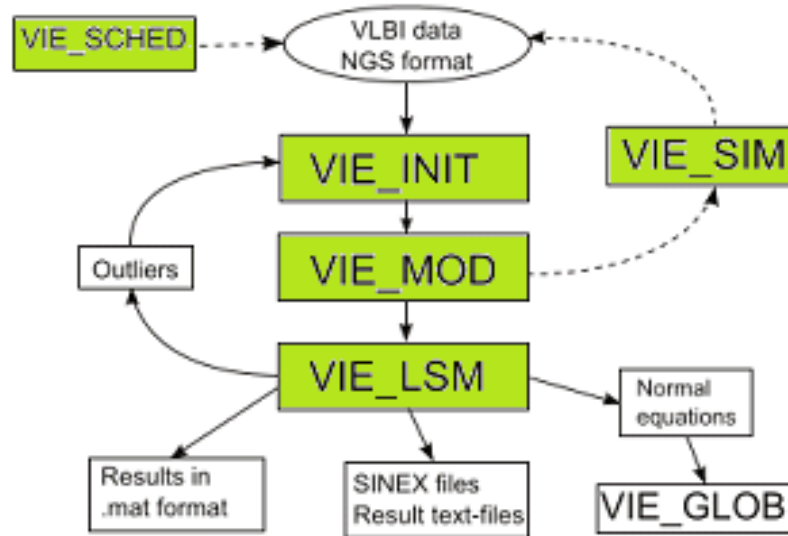 VIE_SCHED
VLBI data
NGS format
VIE_INIT
VIE_SIM
Outliers
VIE_MOD
VIE_LSM
Normal
equations
Results in
.mat format
SINEX files
Result text-files
VIE_GLOB